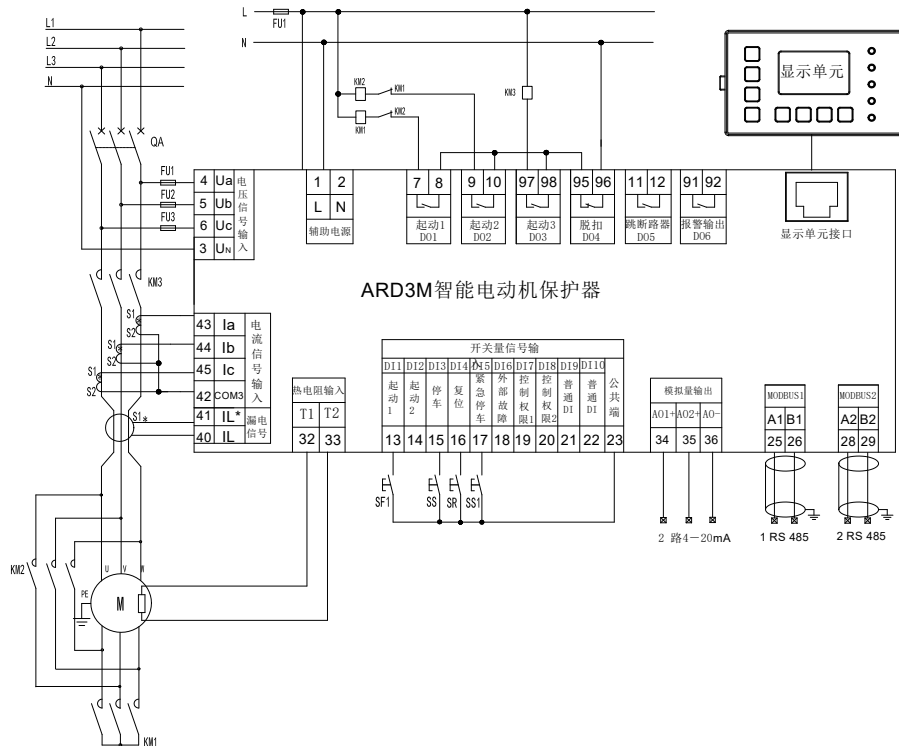 L1
L2
L3
N
QA
L
FU1
N
KM2
KM1
KM1
KM2
KM3
显示单元
FU1
FU2
FU3
4 Ua
5 Ub
6 Uc
3 UN
电压信号输入
1 2
L N
辅助电源
7 8
起动1
DO1
9 10
起动2
DO2
97 98
起动3
DO3
95 96
脱扣
DO4
11 12
跳断路器
DO5
91 92
报警输出
DO6
显示单元接口
KM3
ARD3M智能电动机保护器
S1
S2
S1
S2
S1
S2
S1*
43 Ia
44 Ib
45 Ic
42 COM3
41 IL*
40 IL
电流信号输入
漏电信号
热电阻输入
T1 T2
32 33
开关量信号输入
DI1 DI2 DI3 DI4 DI5 DI6 DI7 DI8 DI9 DI10
起动1
起动2
停车
复位
紧急停车
外部故障
控制权限1
控制权限2
普通DI
普通DI
公共端
13 14 15 16 17 18 19 20 21 22 23
SF1
SS
SR
SS1
模拟量输出
AO1+ AO2+ AO-
34 35 36
2 路4-20mA
MODBUS1
A1 B1
25 26
1 RS 485
MODBUS2
A2 B2
28 29
2 RS 485
KM2
U V W
PE
M
KM1